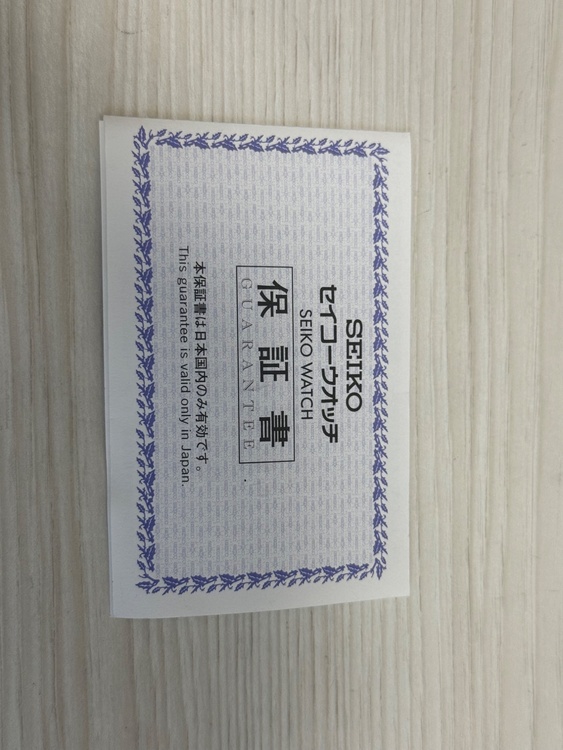 SEIKO
セイコーウオッチ
SEIKO WATCH
保証書
GUARANTEE
本保証書は日本国内のみ有効です。
This guarantee is valid only in Japan.